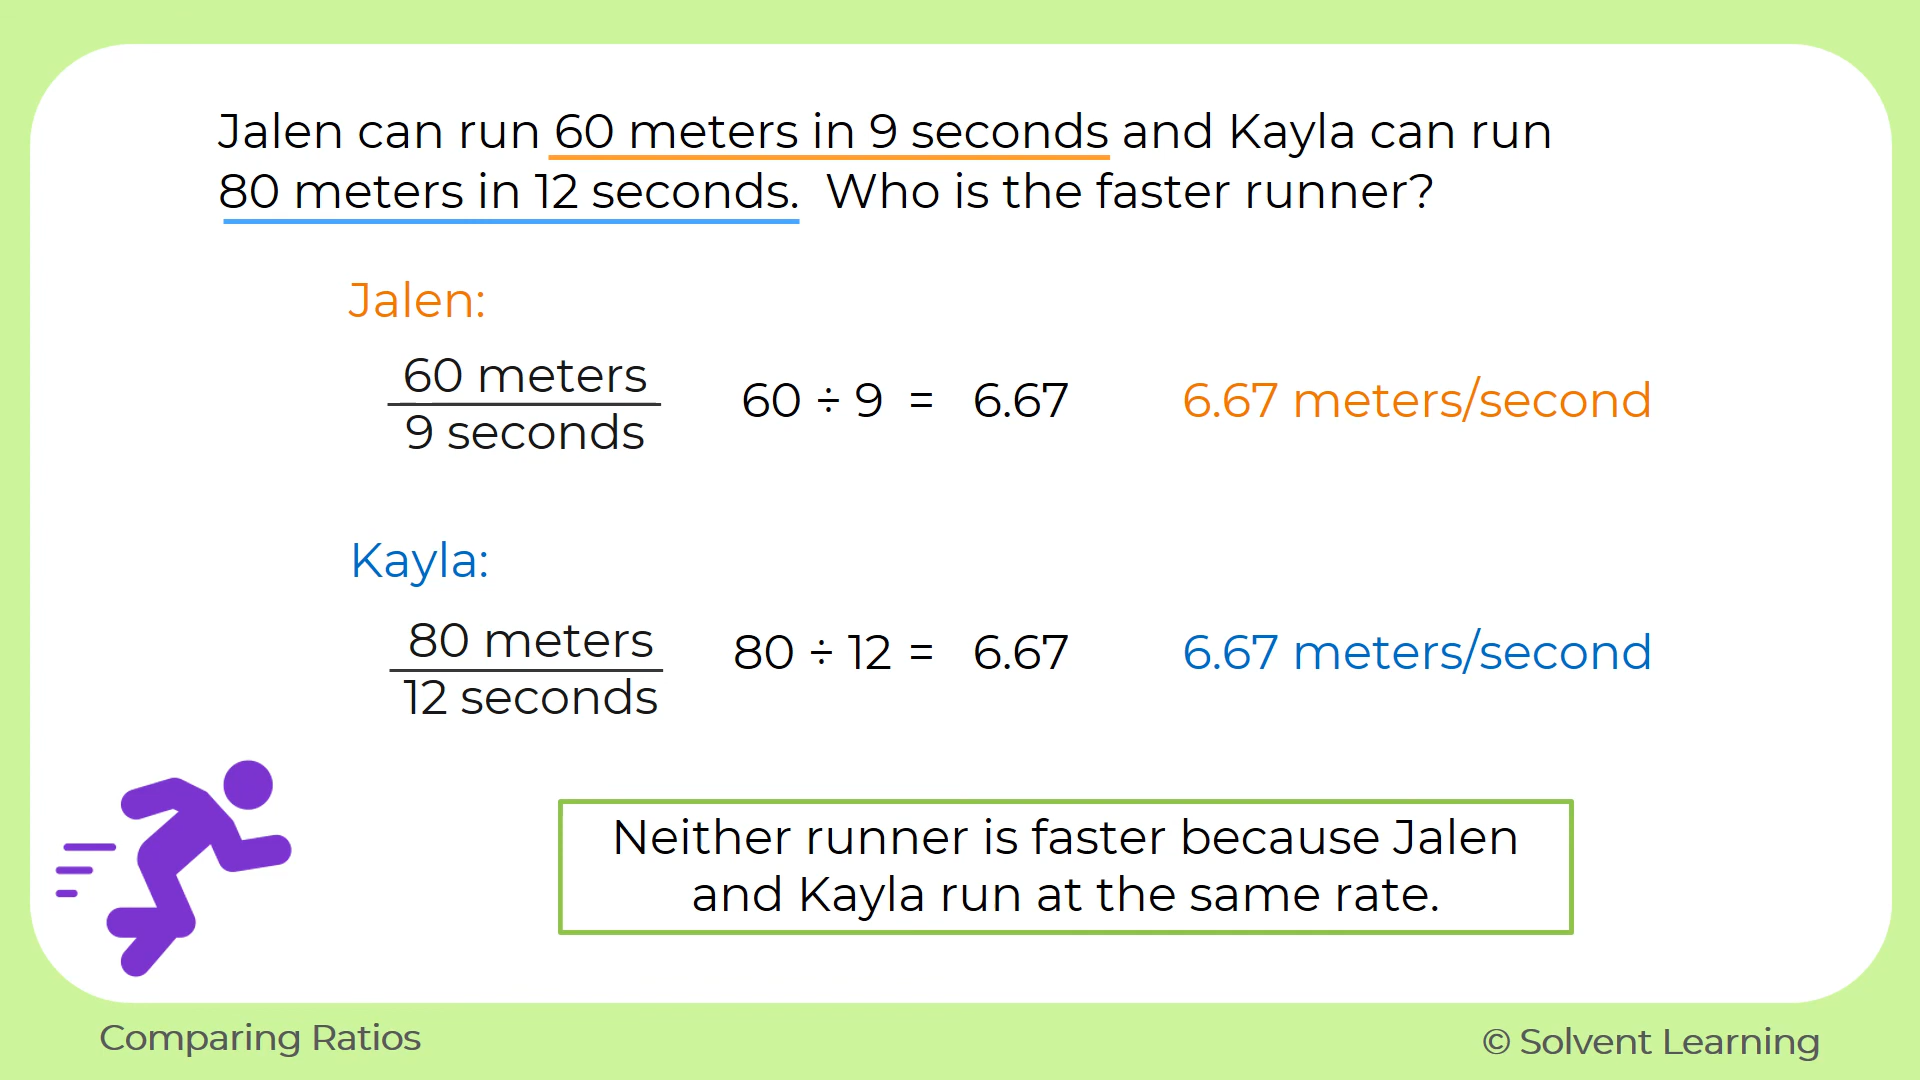 Jalen can run 60 meters in 9 seconds and Kayla can run
80 meters in 12 seconds. Who is the faster runner?
Jalen:
60 meters
9 seconds
60 ÷ 9 = 6.67
6.67 meters/second
Kayla:
80 meters
12 seconds
80 ÷ 12 = 6.67
6.67 meters/second
Neither runner is faster because Jalen
and Kayla run at the same rate.
Comparing Ratios
© Solvent Learning